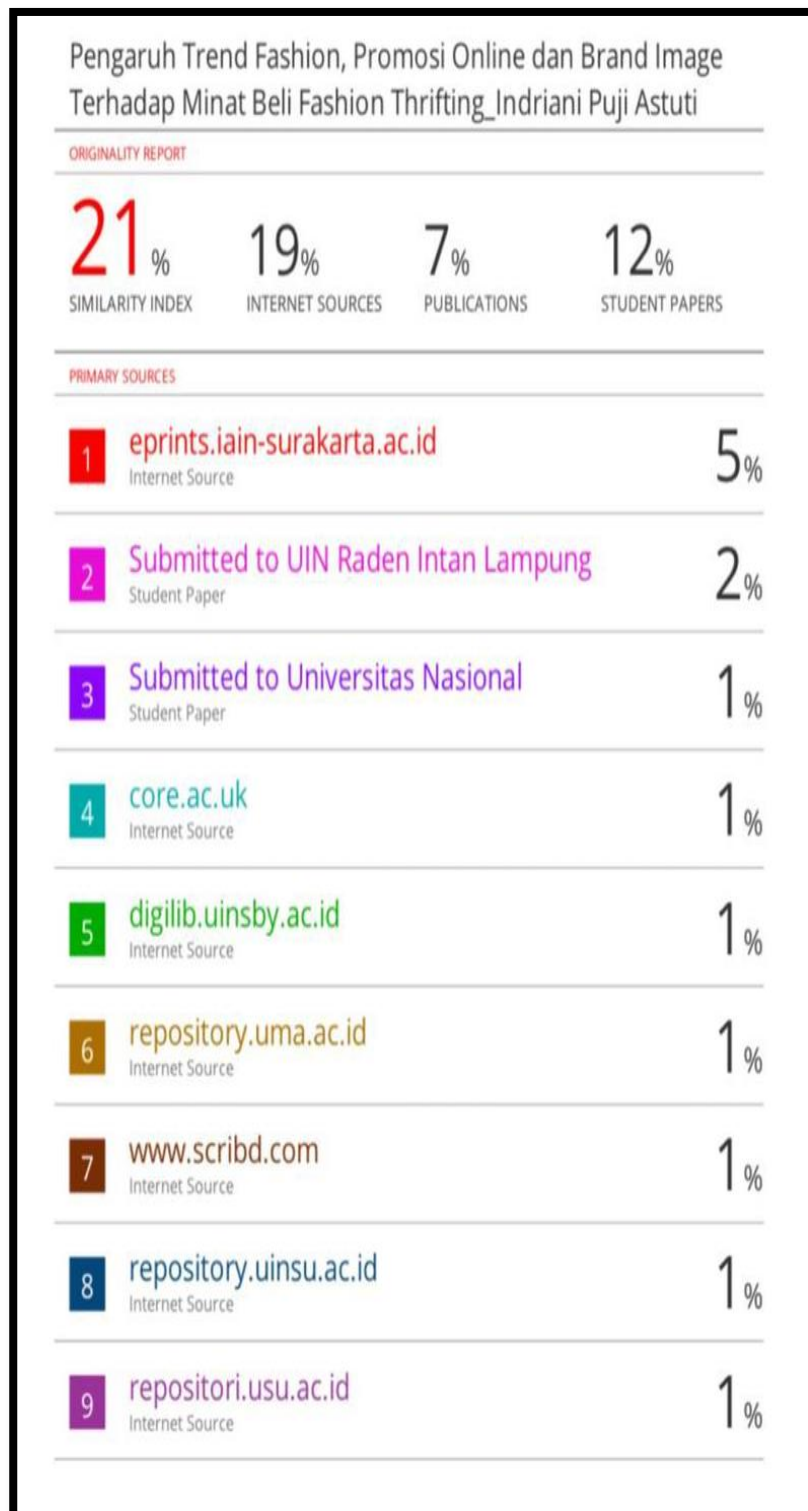 Pengaruh Trend Fashion, Promosi Online dan Brand Image
Terhadap Minat Beli Fashion Thrifting_Indriani Puji Astuti
ORIGINALITY REPORT
21% 19% 7% 12%
SIMILARITY INDEX INTERNET SOURCES PUBLICATIONS STUDENT PAPERS
PRIMARY SOURCES
1 eprints.iain-surakarta.ac.id 5%
Internet Source
2 Submitted to UIN Raden Intan Lampung 2%
Student Paper
3 Submitted to Universitas Nasional 1%
Student Paper
4 core.ac.uk 1%
Internet Source
5 digilib.uinsby.ac.id 1%
Internet Source
6 repository.uma.ac.id 1%
Internet Source
7 www.scribd.com 1%
Internet Source
8 repository.uinsu.ac.id 1%
Internet Source
9 repositori.usu.ac.id 1%
Internet Source